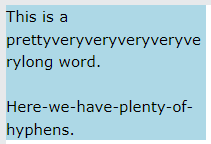 This is a
prettyveryveryveryveryve
rylong word.
Here-we-have-plenty-of-
hyphens.